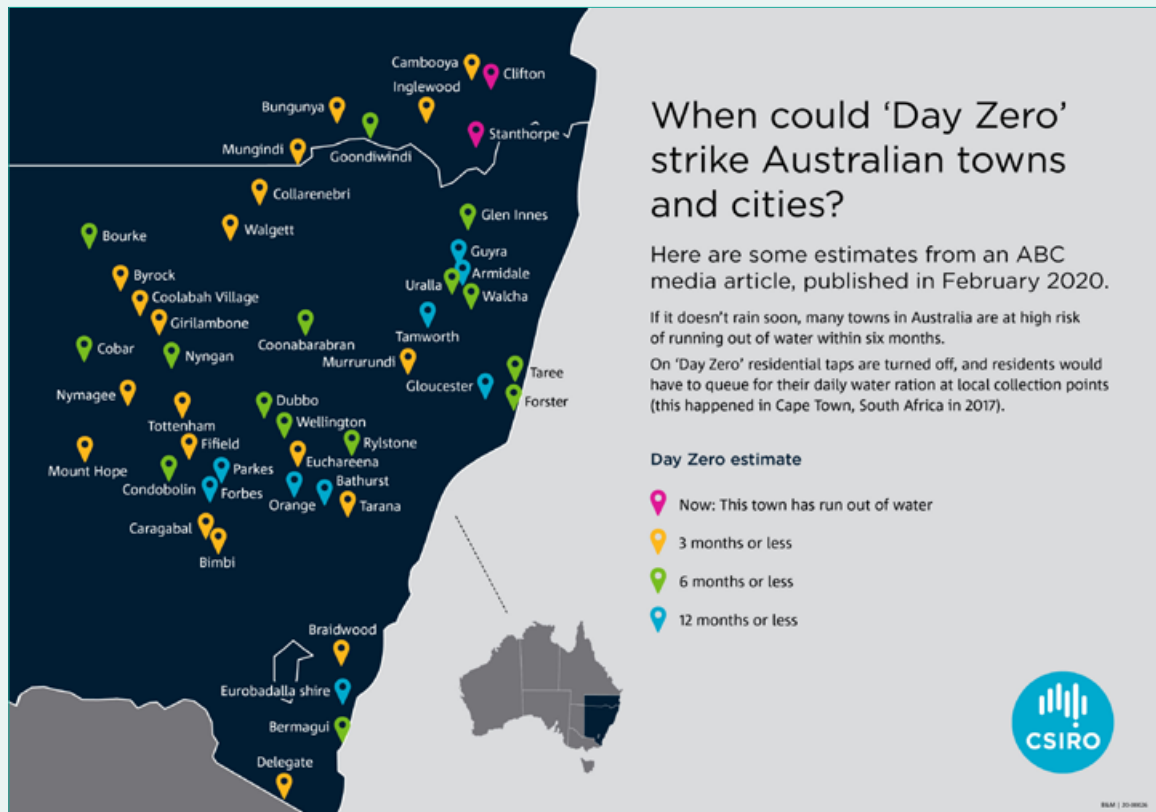 Cambooya
Clifton
Inglewood
Bungunya
Stanthorpe
Goondiwindi
Mungindi
Collarenebri
Glen Innes
Walgett
Bourke
Guyra
Armidale
Byrock
Uralla
Walcha
Coolabah Village
Girilambone
Tamworth
Coonabarabran
Cobar
Nyngan
Murrurundi
Taree
Gloucester
Nymagee
Dubbo
Forster
Tottenham
Wellington
Fifield
Rylstone
Mount Hope
Euchareena
Parkes
Bathurst
Condobolin
Forbes
Orange
Tarana
Caragabal
Bimbi
Braidwood
Eurobadalla shire
Bermagui
Delegate
When could ‘Day Zero’
strike Australian towns
and cities?
Here are some estimates from an ABC
media article, published in February 2020.
If it doesn’t rain soon, many towns in Australia are at high risk
of running out of water within six months.
On ‘Day Zero’ residential taps are turned off, and residents would
have to queue for their daily water ration at local collection points
(this happened in Cape Town, South Africa in 2017).
Day Zero estimate
Now: This town has run out of water
3 months or less
6 months or less
12 months or less
CSIRO